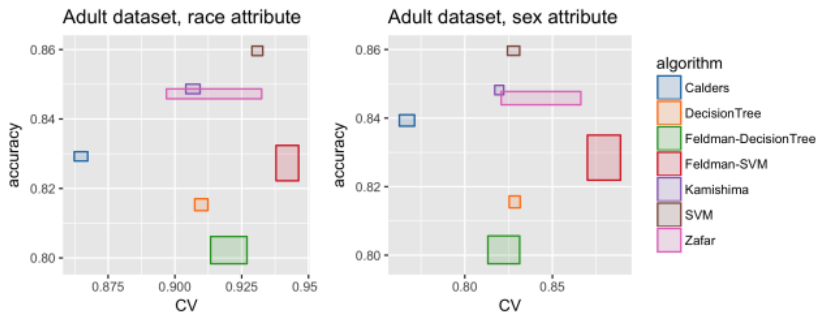 Adult dataset, race attribute
accuracy
0.86
0.84
0.82
0.80
0.875
0.900
0.925
0.95
CV
Adult dataset, sex attribute
accuracy
0.86
0.84
0.82
0.80
0.80
0.85
CV
algorithm
Calders
DecisionTree
Feldman-DecisionTree
Feldman-SVM
Kamishima
SVM
Zafar